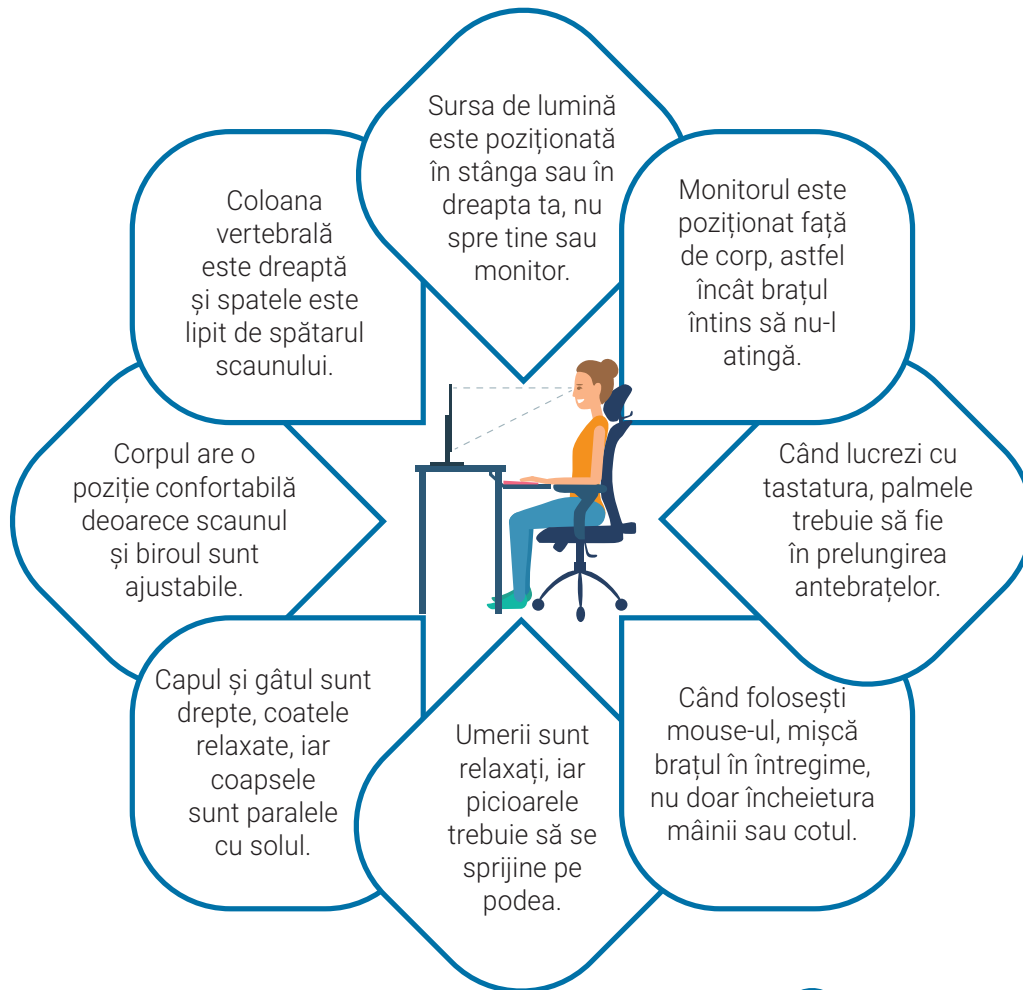 Sursa de lumină
este poziționată
în stânga sau în
dreapta ta, nu
spre tine sau
monitor.
Monitorul este
poziționat față
de corp, astfel
încât brațul
întins să nu-l
atingă.
Când lucrezi cu
tastatura, palmele
trebuie să fie
în prelungirea
antebrațelor.
Când folosești
mouse-ul, mișcă
brațul în întregime,
nu doar încheietura
mâinii sau cotul.
Umerii sunt
relaxați, iar
picioarele
trebuie să se
sprijine pe
podea.
Capul și gâtul sunt
drepte, coatele
relaxate, iar
coapsele
sunt paralele
cu solul.
Corpul are o
poziție confortabilă
deoarece scaunul
și biroul sunt
ajustabile.
Coloana
vertebrală
este dreaptă
și spatele este
lipit de spătarul
scaunului.